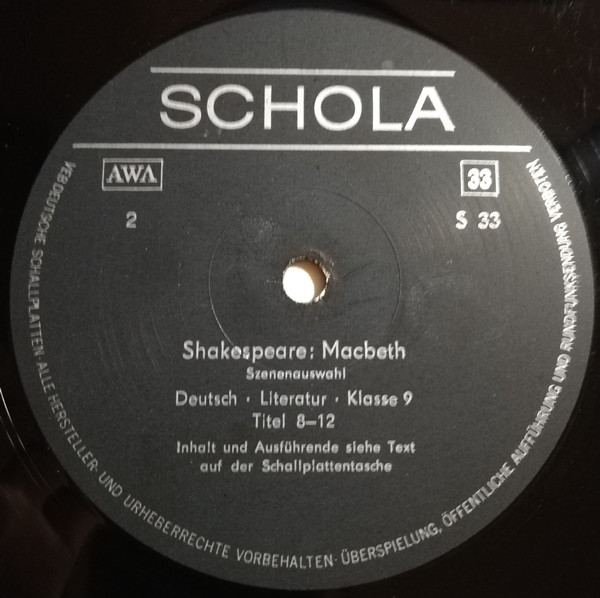 SCHOLA
AWA
33
2
S 33
Shakespeare: Macbeth
Szenenauswahl
Deutsch · Literatur · Klasse 9
Titel 8–12
Inhalt und Ausführende siehe Text
auf der Schallplattentasche
VEB DEUTSCHE SCHALLPLATTEN · ALLE HERSTELLER- UND URHEBERRECHTE VORBEHALTEN · ÜBERSPIELUNG, ÖFFENTLICHE AUFFÜHRUNG UND RUNDFUNKSENDUNG VERBOTEN